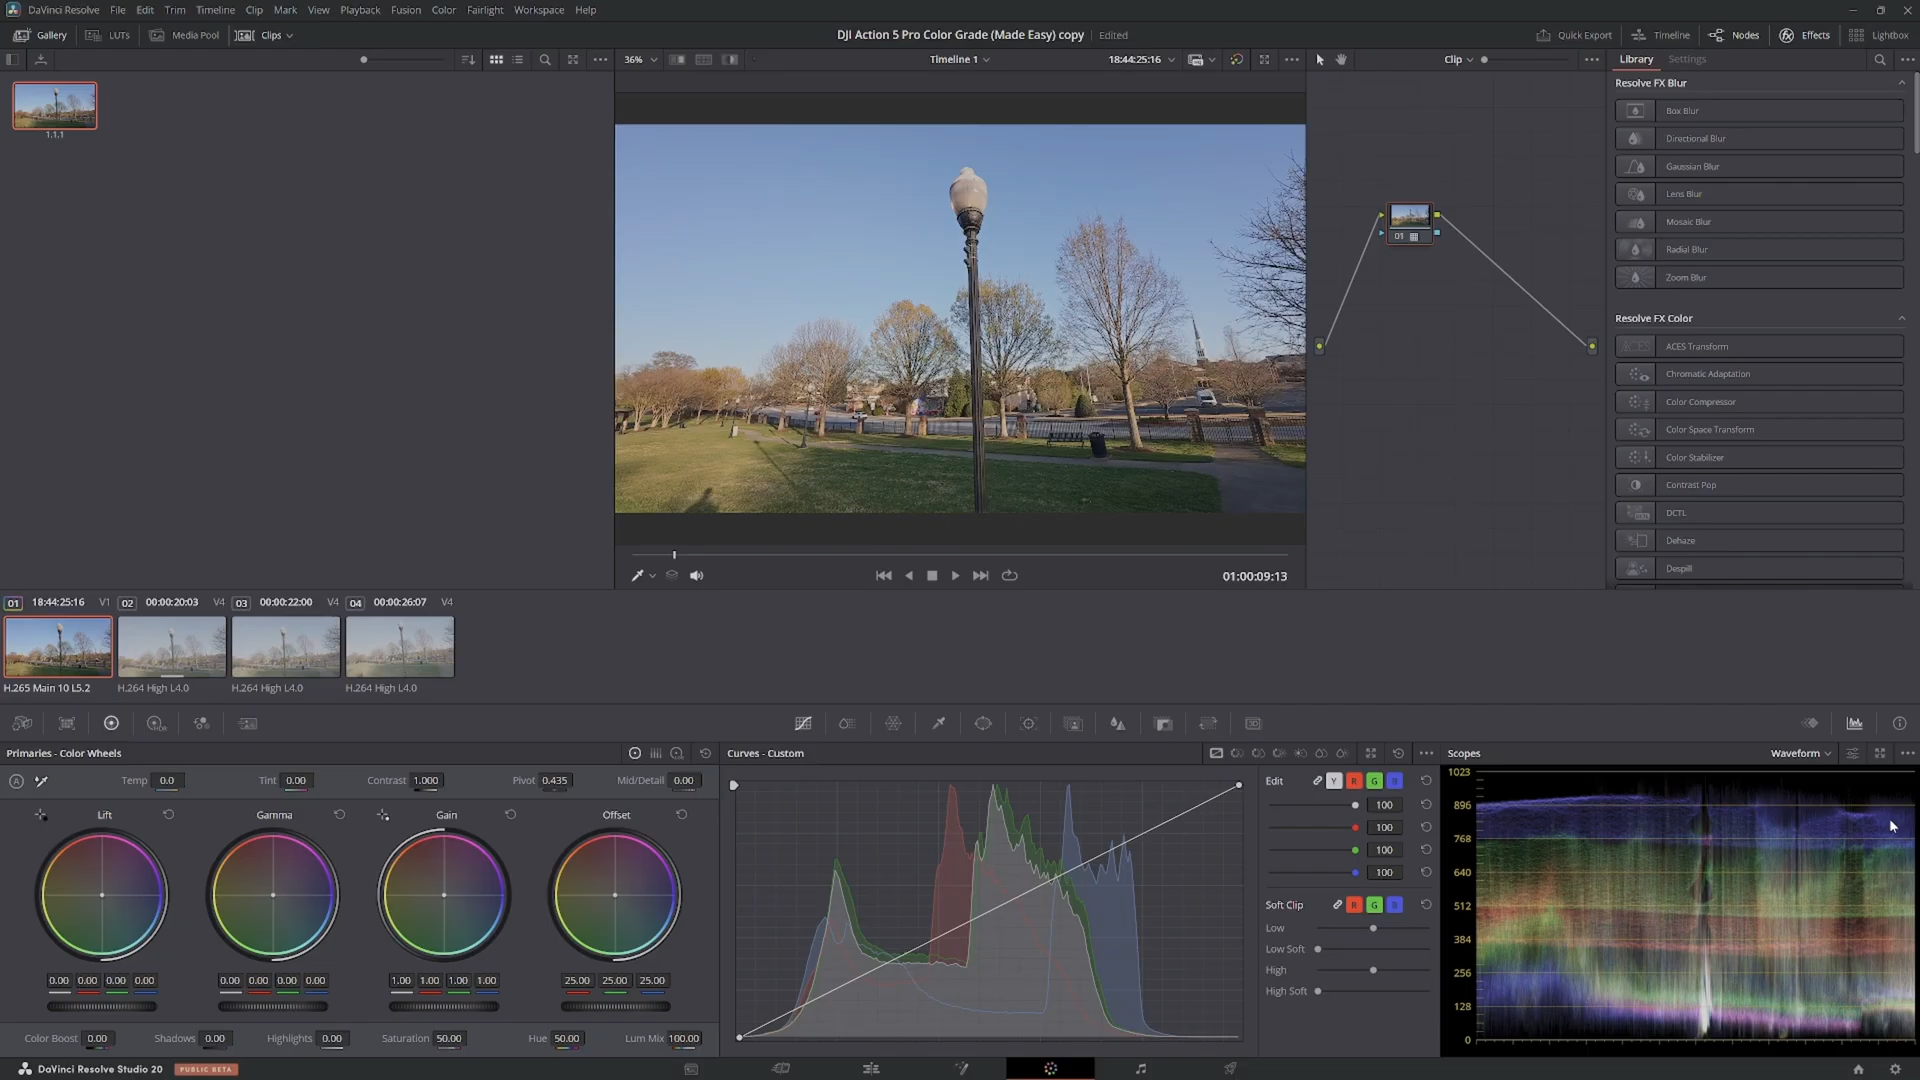 DaVinci Resolve File Edit Trim Timeline Clip Mark View Playback Fusion Color Fairlight Workspace Help
Gallery LUTs Media Pool Clips
DJI Action 5 Pro Color Grade (Made Easy) copy Edited
Quick Export Timeline Nodes Effects Lightbox
36% Timeline 1 18:44:25:16
Clip
Library Settings
1.1.1
Resolve FX Blur
Box Blur
Directional Blur
Gaussian Blur
Lens Blur
Mosaic Blur
Radial Blur
Zoom Blur
Resolve FX Color
ACES Transform
Chromatic Adaptation
Color Compressor
Color Space Transform
Color Stabilizer
Contrast Pop
DCTL
Dehaze
Despill
01
01:00:09:13
01 18:44:25:16 V1 02 00:00:20:03 V4 03 00:00:22:00 V4 04 00:00:26:07 V4
H.265 Main 10 L5.2 H.264 High L4.0 H.264 High L4.0 H.264 High L4.0
Primaries - Color Wheels
Temp 0.0 Tint 0.00 Contrast 1.000 Pivot 0.435 Mid/Detail 0.00
Lift Gamma Gain Offset
0.00 0.00 0.00 0.00 0.00 0.00 0.00 0.00 1.00 1.00 1.00 1.00 25.00 25.00 25.00
Color Boost 0.00 Shadows 0.00 Highlights 0.00 Saturation 50.00 Hue 50.00 Lum Mix 100.00
Curves - Custom
Edit Y R G B
100
100
100
100
Soft Clip R G B
Low
Low Soft
High
High Soft
Scopes Waveform
1023
896
768
640
512
384
256
128
0
DaVinci Resolve Studio 20 PUBLIC BETA